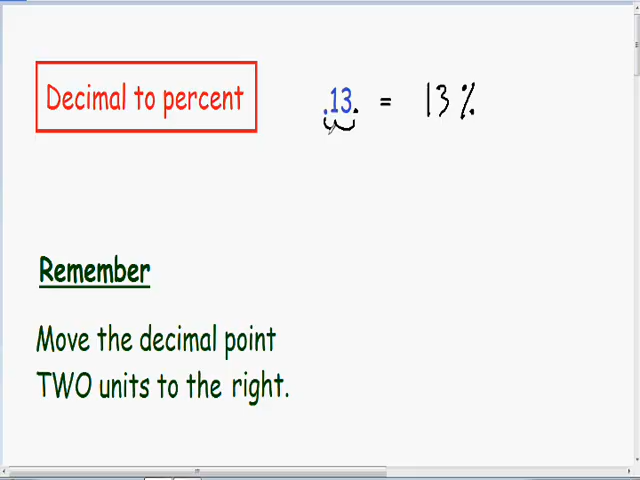 Decimal to percent
.13. = 13%
Remember
Move the decimal point
TWO units to the right.